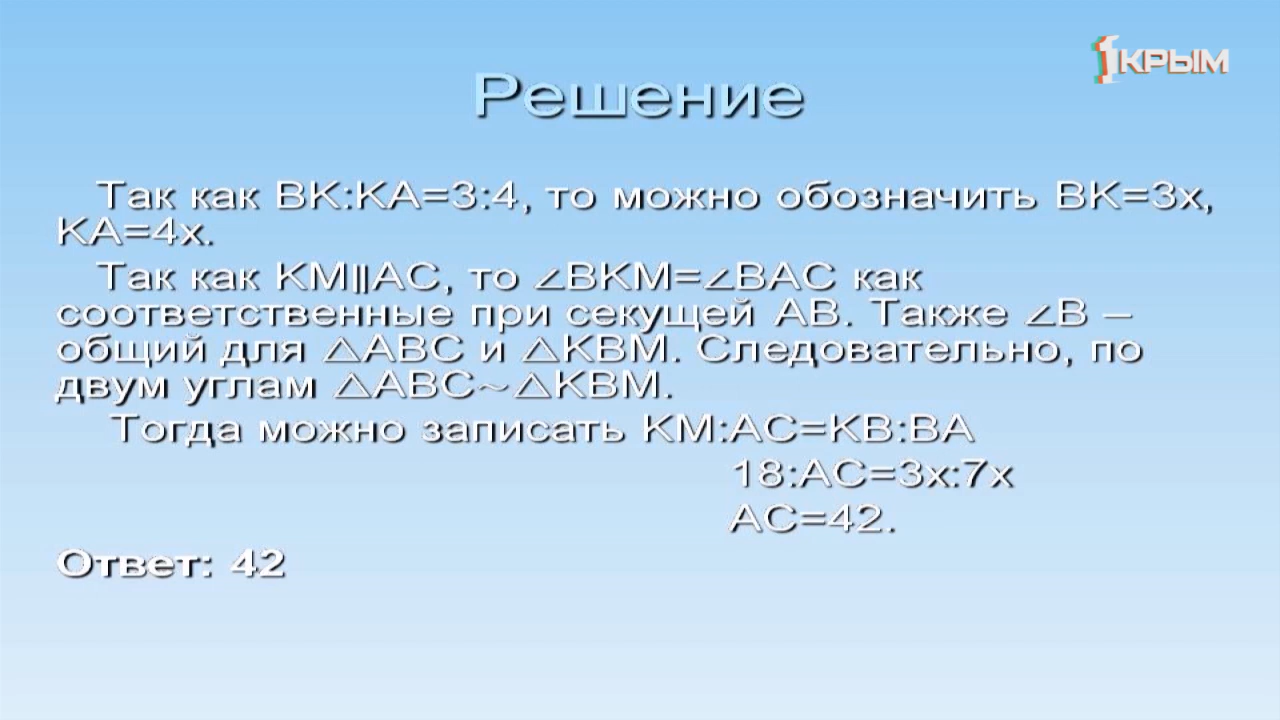 1КРЫМ
Решение
Так как BK:KA=3:4, то можно обозначить BK=3x,
KA=4x.
Так как KM∥AC, то ∠BKM=∠BAC как
соответственные при секущей AB. Также ∠B –
общий для △ABC и △KBM. Следовательно, по
двум углам △ABC~△KBM.
Тогда можно записать KM:AC=KB:BA
18:AC=3x:7x
AC=42.
Ответ: 42